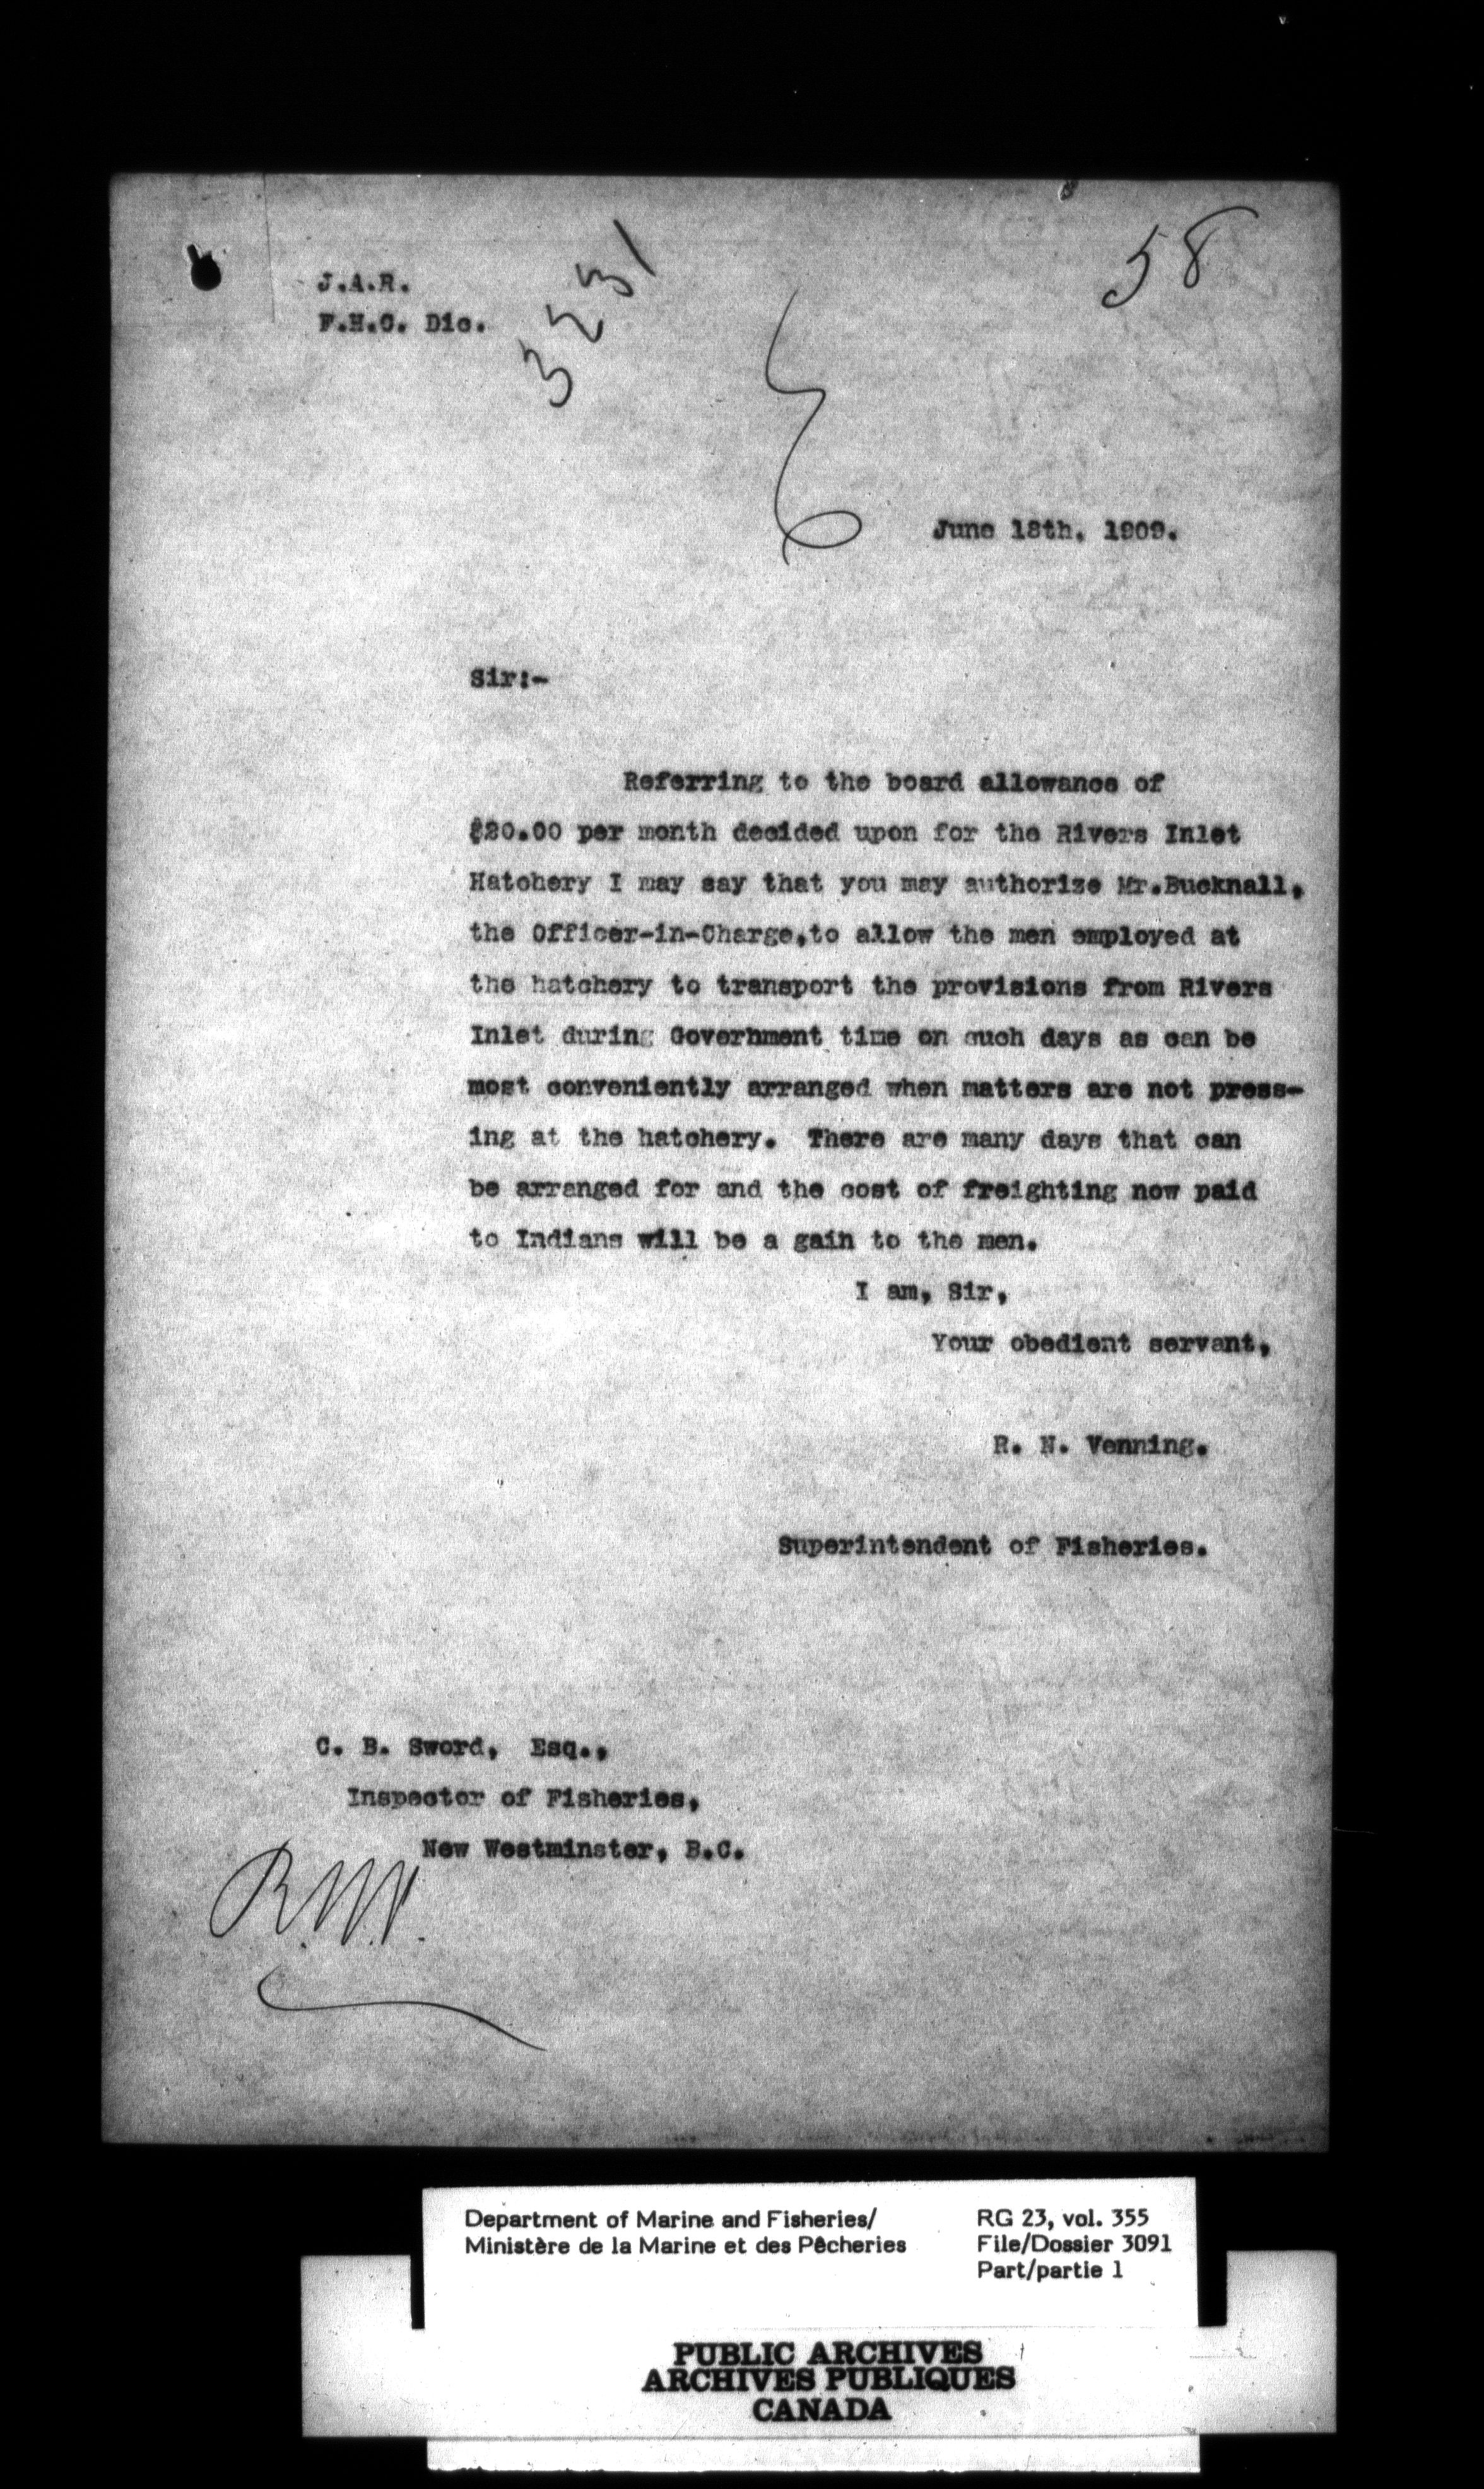 58
3231
J.A.R.
F.H.C. Dic.
June 18th, 1909.
Sir:-
Referring to the board allowance of
$20.00 per month decided upon for the Rivers Inlet
Hatchery I may say that you may authorize Mr.Bucknall,
the Officer-in-Charge,to allow the men employed at
the hatchery to transport the provisions from Rivers
Inlet during Government time on such days as can be
most conveniently arranged when matters are not press-
ing at the hatchery. There are many days that can
be arranged for and the cost of freighting now paid
to Indians will be a gain to the men.
I am, Sir,
Your obedient servant,
R. N. Venning.
Superintendent of Fisheries.
C. B. Sword, Esq.,
Inspector of Fisheries,
New Westminster, B.C.
R.N.V.
Department of Marine and Fisheries/
Ministère de la Marine et des Pêcheries
RG 23, vol. 355
File/Dossier 3091
Part/partie 1
PUBLIC ARCHIVES
ARCHIVES PUBLIQUES
CANADA